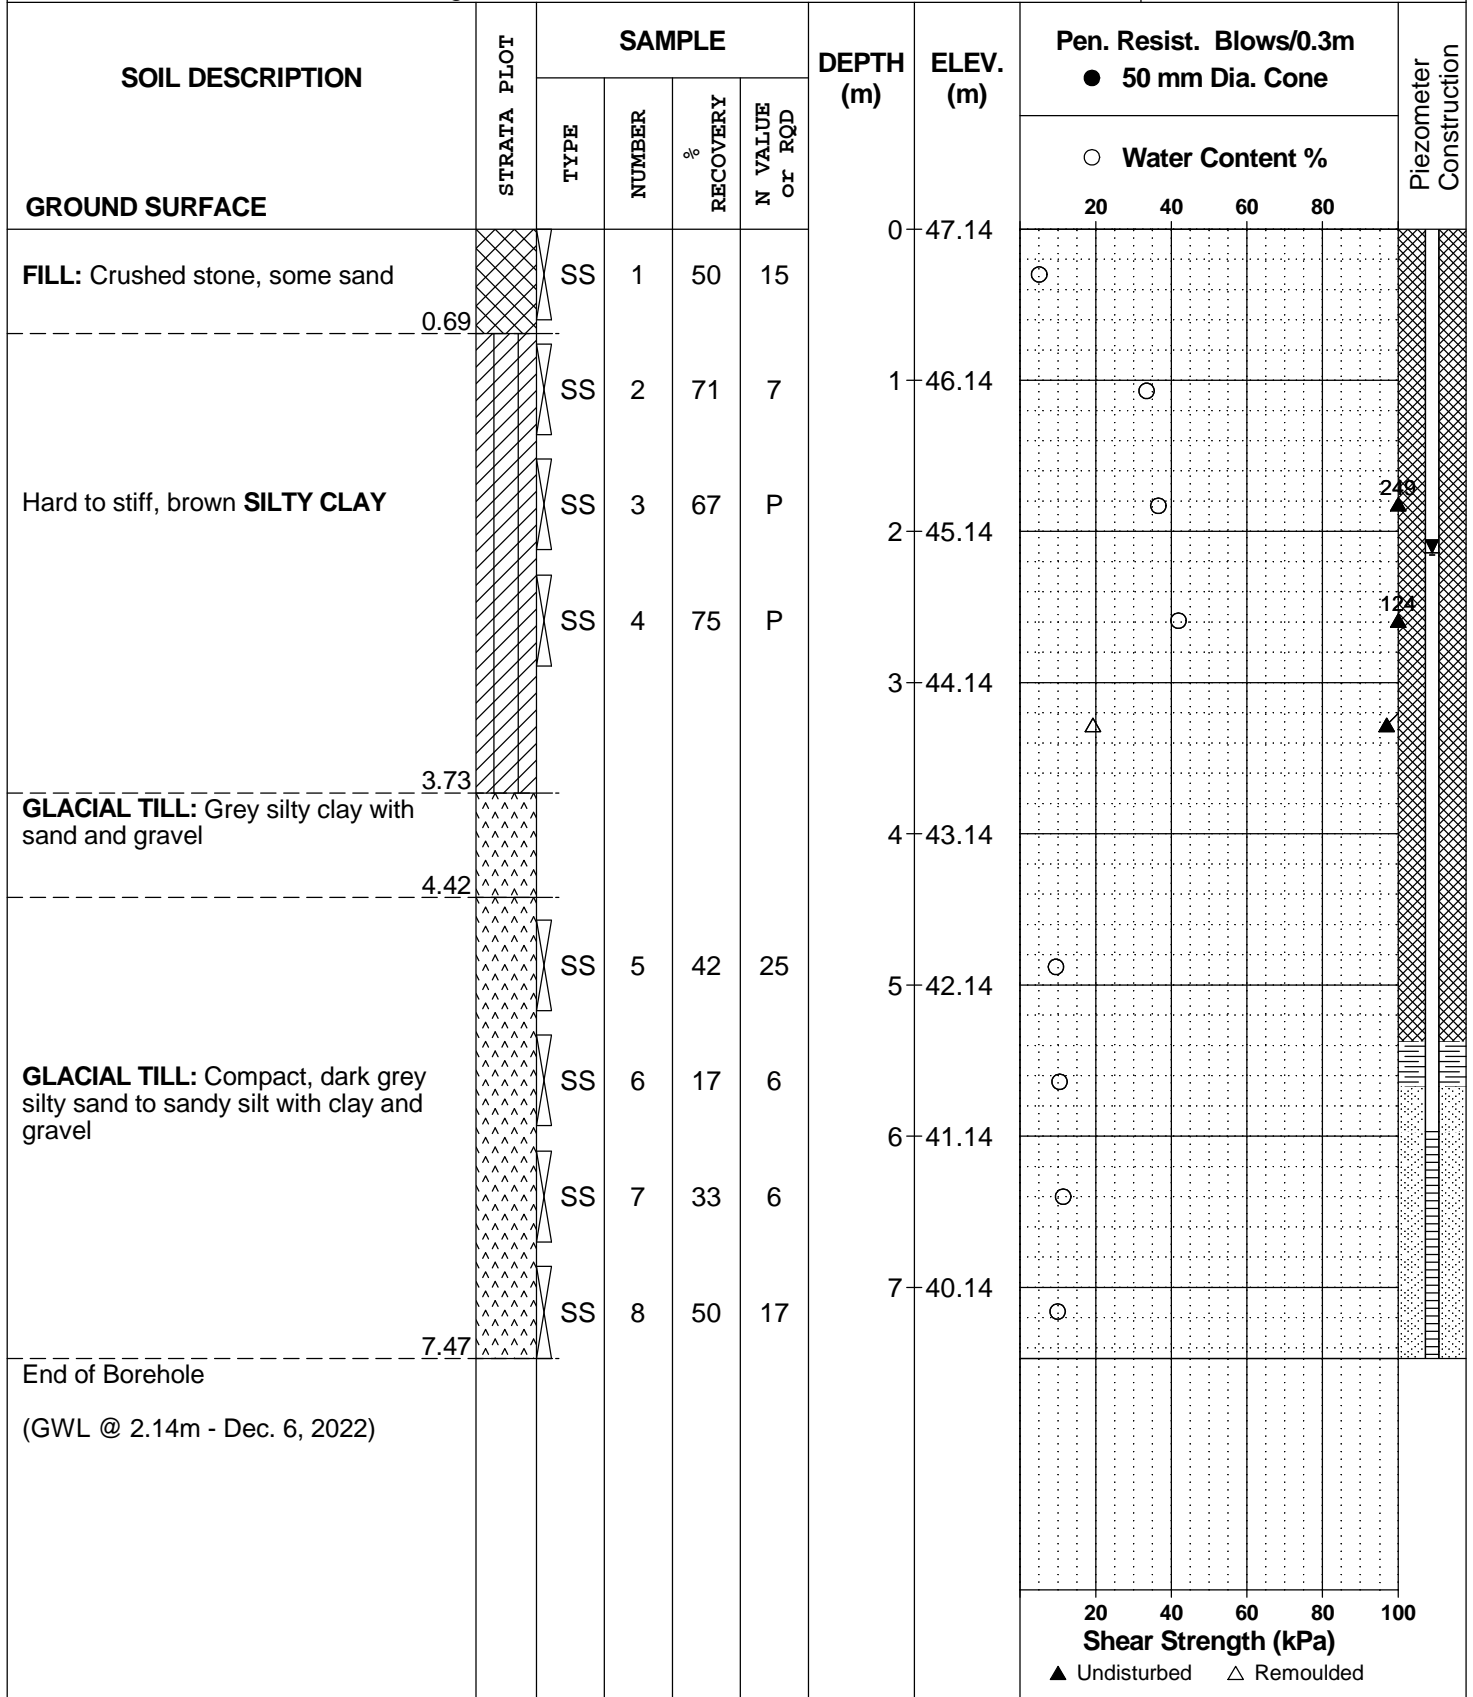 SOIL DESCRIPTION
GROUND SURFACE
STRATA PLOT
SAMPLE
TYPE
NUMBER
% RECOVERY
N VALUE or RQD
DEPTH (m)
ELEV. (m)
Pen. Resist. Blows/0.3m
● 50 mm Dia. Cone
○ Water Content %
20 40 60 80
Piezometer Construction
0 47.14
FILL: Crushed stone, some sand
SS 1 50 15
0.69
SS 2 71 7
1 46.14
Hard to stiff, brown SILTY CLAY
SS 3 67 P
249
2 45.14
SS 4 75 P
124
3 44.14
3.73
GLACIAL TILL: Grey silty clay with
sand and gravel
4 43.14
4.42
SS 5 42 25
5 42.14
GLACIAL TILL: Compact, dark grey
silty sand to sandy silt with clay and
gravel
SS 6 17 6
6 41.14
SS 7 33 6
7 40.14
SS 8 50 17
7.47
End of Borehole
(GWL @ 2.14m - Dec. 6, 2022)
20 40 60 80 100
Shear Strength (kPa)
▲ Undisturbed △ Remoulded